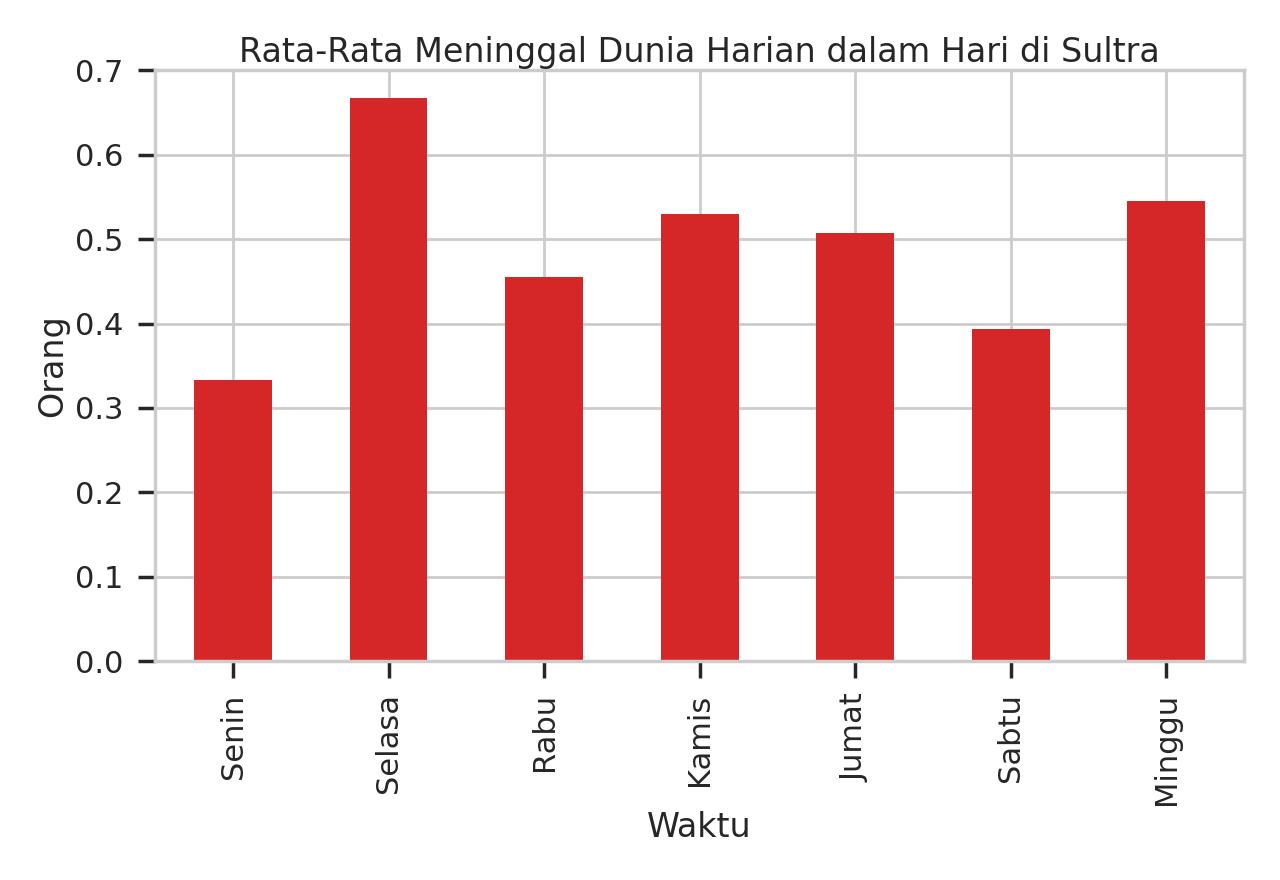 Rata-Rata Meninggal Dunia Harian dalam Hari di Sultra
0.7
0.6
0.5
0.4
0.3
0.2
0.1
0.0
Orang
Senin
Selasa
Rabu
Kamis
Jumat
Sabtu
Minggu
Waktu